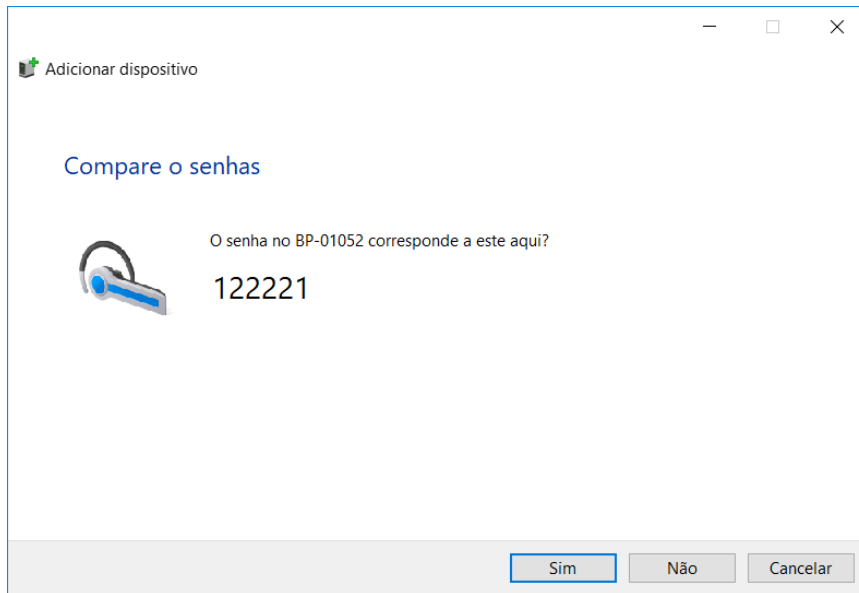 Adicionar dispositivo
Compare o senhas
O senha no BP-01052 corresponde a este aqui?
122221
Sim Não Cancelar